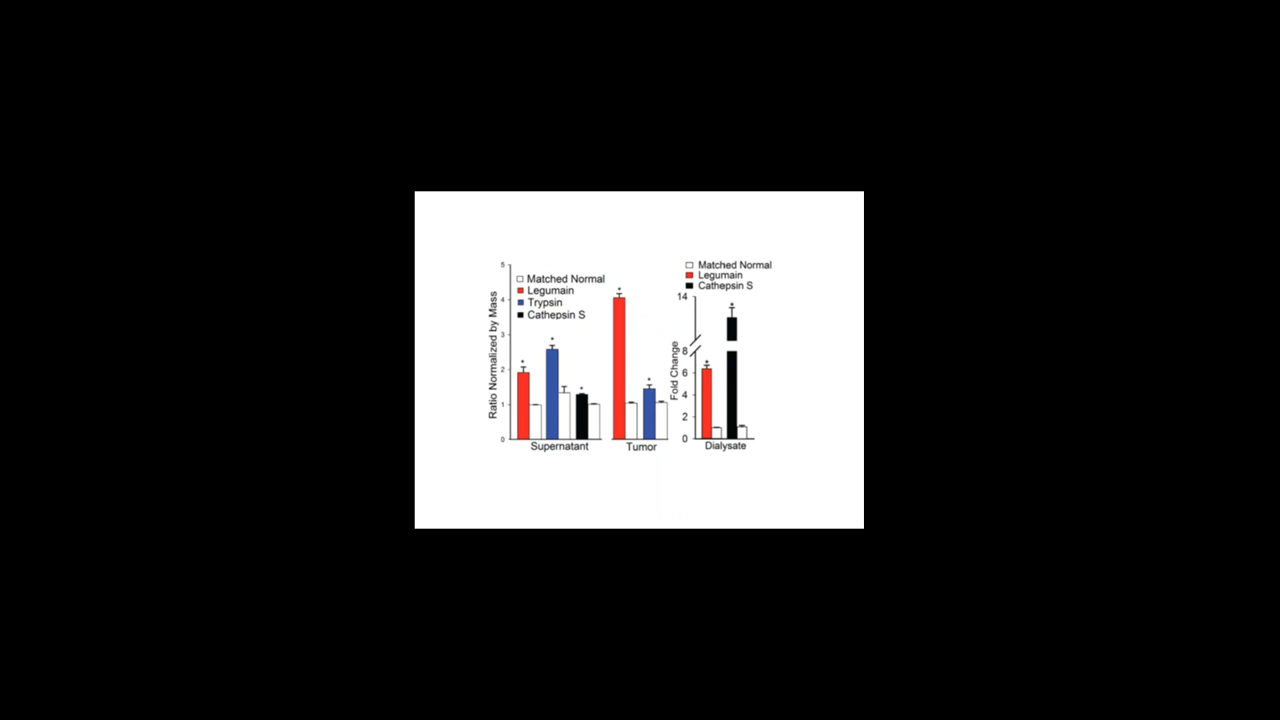 5
4
3
2
1
0
Ratio Normalized by Mass
Matched Normal
Legumain
Trypsin
Cathepsin S
*
*
*
Supernatant
*
*
Tumor
Matched Normal
Legumain
Cathepsin S
14
8
6
4
2
0
Fold Change
*
*
Dialysate